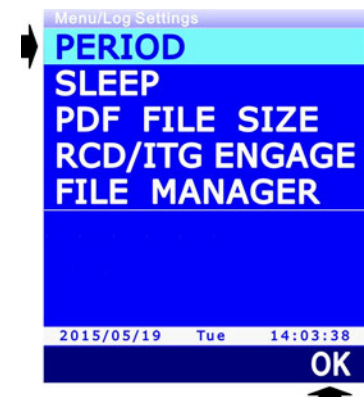 Menu/Log Settings
PERIOD
SLEEP
PDF FILE SIZE
RCD/ITG ENGAGE
FILE MANAGER
2015/05/19 Tue 14:03:38
OK